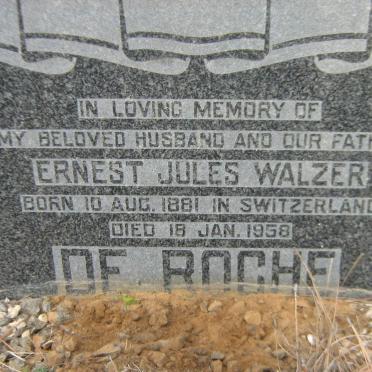 IN LOVING MEMORY OF
MY BELOVED HUSBAND AND OUR FATH
ERNEST JULES WALZER
BORN 10 AUG. 1881 IN SWITZERLAND
DIED 18 JAN. 1958
DE ROCHE